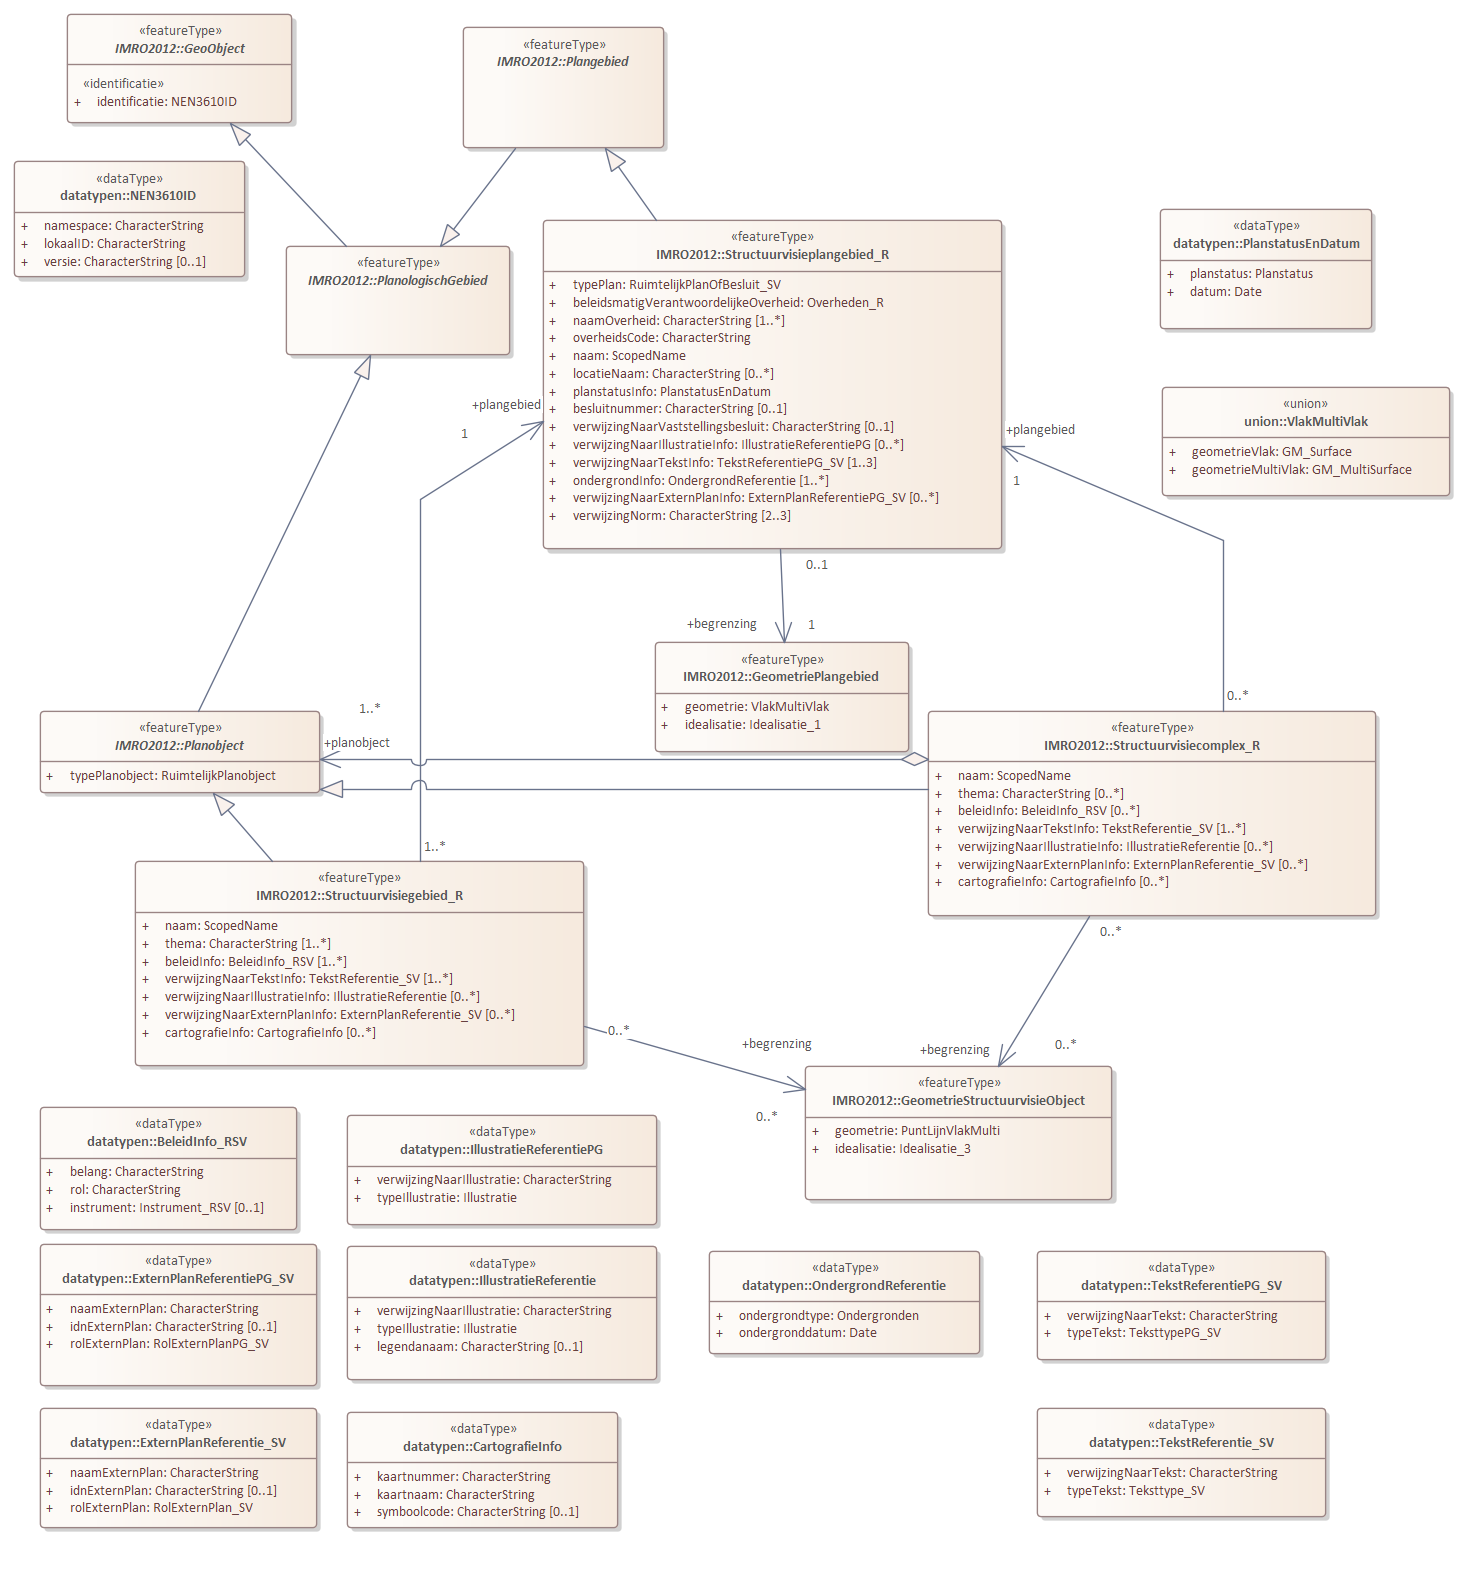 «featureType»
IMRO2012::GeoObject
«identificatie»
+ identificatie: NEN3610ID
«featureType»
IMRO2012::Plangebied
«dataType»
datatypen::NEN3610ID
+ namespace: CharacterString
+ lokaalID: CharacterString
+ versie: CharacterString [0..1]
«featureType»
IMRO2012::PlanologischGebied
«featureType»
IMRO2012::Structuurvisieplangebied_R
+ typePlan: RuimtelijkPlanOfBesluit_SV
+ beleidsmatigVerantwoordelijkeOverheid: Overheden_R
+ naamOverheid: CharacterString [1..*]
+ overheidsCode: CharacterString
+ naam: ScopedName
+ locatieNaam: CharacterString [0..*]
+ planstatusInfo: PlanstatusEnDatum
+ besluitnummer: CharacterString [0..1]
+ verwijzingNaarVaststellingsbesluit: CharacterString [0..1]
+ verwijzingNaarIllustratieInfo: IllustratieReferentiePG [0..*]
+ verwijzingNaarTekstInfo: TekstReferentiePG_SV [1..3]
+ ondergrondInfo: OndergrondReferentie [1..*]
+ verwijzingNaarExternPlanInfo: ExternPlanReferentiePG_SV [0..*]
+ verwijzingNorm: CharacterString [2..3]
«dataType»
datatypen::PlanstatusEnDatum
+ planstatus: Planstatus
+ datum: Date
«union»
union::VlakMultiVlak
+ geometrieVlak: GM_Surface
+ geometrieMultiVlak: GM_MultiSurface
+plangebied
1
+plangebied
1
0..1
+begrenzing
1
«featureType»
IMRO2012::GeometriePlangebied
+ geometrie: VlakMultiVlak
+ idealisatie: Idealisatie_1
0..*
1..*
+planobject
«featureType»
IMRO2012::Planobject
+ typePlanobject: RuimtelijkPlanobject
«featureType»
IMRO2012::Structuurvisiecomplex_R
+ naam: ScopedName
+ thema: CharacterString [0..*]
+ beleidInfo: BeleidInfo_RSV [0..*]
+ verwijzingNaarTekstInfo: TekstReferentie_SV [1..*]
+ verwijzingNaarIllustratieInfo: IllustratieReferentie [0..*]
+ verwijzingNaarExternPlanInfo: ExternPlanReferentie_SV [0..*]
+ cartografieInfo: CartografieInfo [0..*]
1..*
«featureType»
IMRO2012::Structuurvisiegebied_R
+ naam: ScopedName
+ thema: CharacterString [1..*]
+ beleidInfo: BeleidInfo_RSV [1..*]
+ verwijzingNaarTekstInfo: TekstReferentie_SV [1..*]
+ verwijzingNaarIllustratieInfo: IllustratieReferentie [0..*]
+ verwijzingNaarExternPlanInfo: ExternPlanReferentie_SV [0..*]
+ cartografieInfo: CartografieInfo [0..*]
0..*
+begrenzing
0..*
0..*
+begrenzing
0..*
«featureType»
IMRO2012::GeometrieStructuurvisieObject
+ geometrie: PuntLijnVlakMulti
+ idealisatie: Idealisatie_3
«dataType»
datatypen::BeleidInfo_RSV
+ belang: CharacterString
+ rol: CharacterString
+ instrument: Instrument_RSV [0..1]
«dataType»
datatypen::IllustratieReferentiePG
+ verwijzingNaarIllustratie: CharacterString
+ typeIllustratie: Illustratie
«dataType»
datatypen::ExternPlanReferentiePG_SV
+ naamExternPlan: CharacterString
+ idnExternPlan: CharacterString [0..1]
+ rolExternPlan: RolExternPlanPG_SV
«dataType»
datatypen::IllustratieReferentie
+ verwijzingNaarIllustratie: CharacterString
+ typeIllustratie: Illustratie
+ legendanaam: CharacterString [0..1]
«dataType»
datatypen::OndergrondReferentie
+ ondergrondtype: Ondergronden
+ ondergronddatum: Date
«dataType»
datatypen::TekstReferentiePG_SV
+ verwijzingNaarTekst: CharacterString
+ typeTekst: TeksttypePG_SV
«dataType»
datatypen::ExternPlanReferentie_SV
+ naamExternPlan: CharacterString
+ idnExternPlan: CharacterString [0..1]
+ rolExternPlan: RolExternPlan_SV
«dataType»
datatypen::CartografieInfo
+ kaartnummer: CharacterString
+ kaartnaam: CharacterString
+ symboolcode: CharacterString [0..1]
«dataType»
datatypen::TekstReferentie_SV
+ verwijzingNaarTekst: CharacterString
+ typeTekst: Teksttype_SV